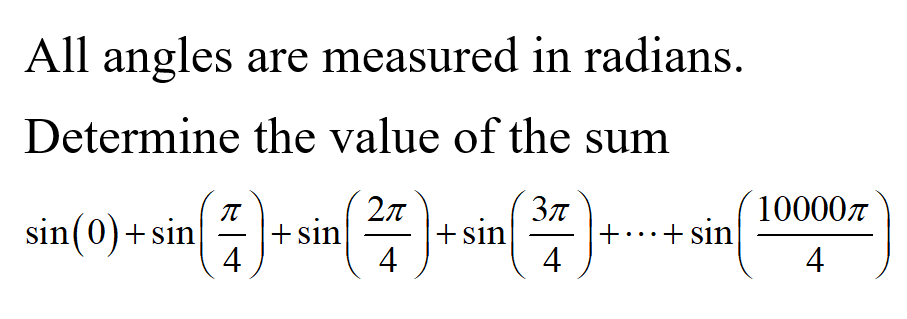 All angles are measured in radians.
Determine the value of the sum
sin(0)+sin(π/4)+sin(2π/4)+sin(3π/4)+⋯+sin(10000π/4)